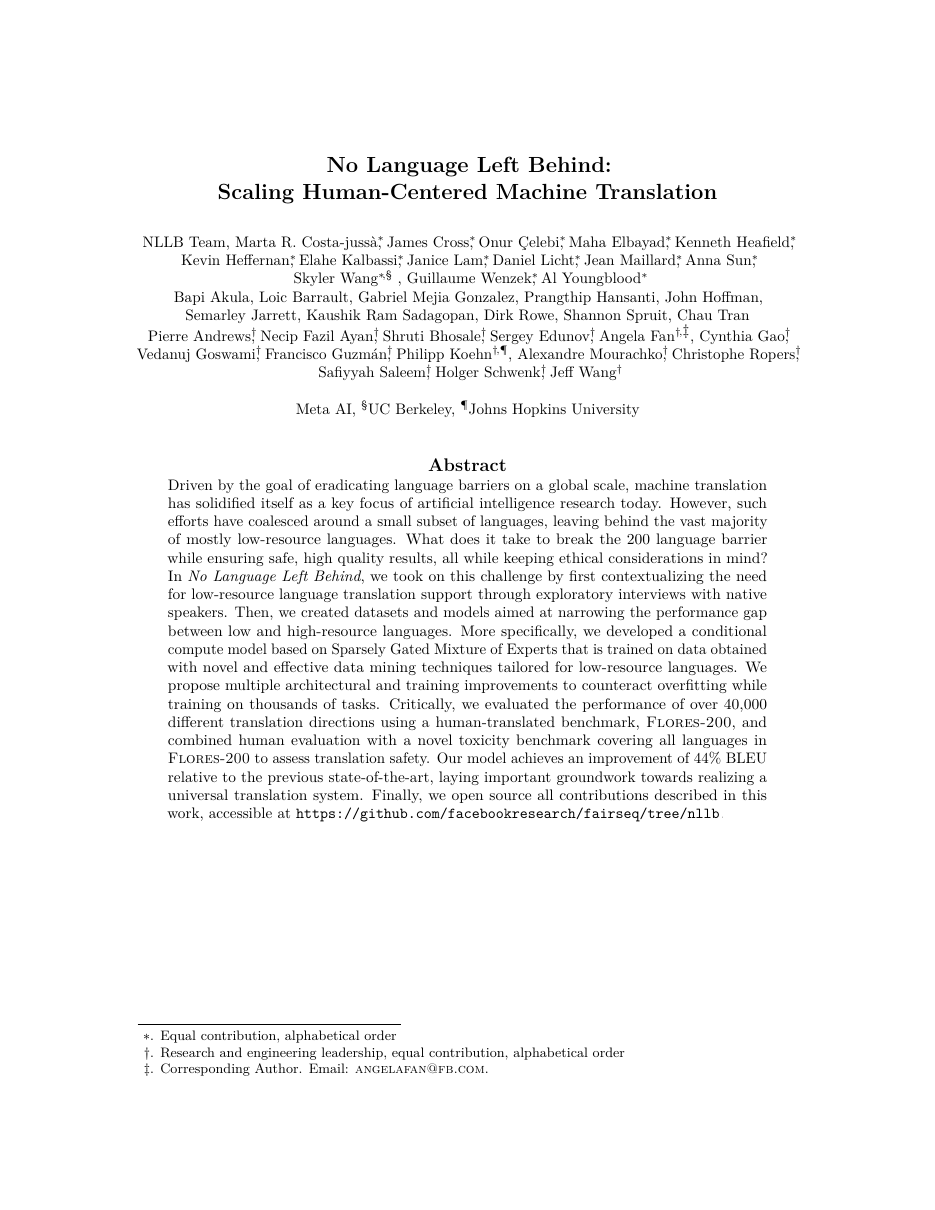 No Language Left Behind:
Scaling Human-Centered Machine Translation
NLLB Team, Marta R. Costa-jussà,* James Cross,* Onur Çelebi,* Maha Elbayad,* Kenneth Heafield,*
Kevin Heffernan,* Elahe Kalbassi,* Janice Lam,* Daniel Licht,* Jean Maillard,* Anna Sun,*
Skyler Wang*,§ , Guillaume Wenzek,* Al Youngblood*
Bapi Akula, Loic Barrault, Gabriel Mejia Gonzalez, Prangthip Hansanti, John Hoffman,
Semarley Jarrett, Kaushik Ram Sadagopan, Dirk Rowe, Shannon Spruit, Chau Tran
Pierre Andrews,† Necip Fazil Ayan,† Shruti Bhosale,† Sergey Edunov,† Angela Fan†,‡, Cynthia Gao,†
Vedanuj Goswami,† Francisco Guzmán,† Philipp Koehn†,¶, Alexandre Mourachko,† Christophe Ropers,†
Safiyyah Saleem,† Holger Schwenk,† Jeff Wang†
Meta AI, §UC Berkeley, ¶Johns Hopkins University
Abstract
Driven by the goal of eradicating language barriers on a global scale, machine translation
has solidified itself as a key focus of artificial intelligence research today. However, such
efforts have coalesced around a small subset of languages, leaving behind the vast majority
of mostly low-resource languages. What does it take to break the 200 language barrier
while ensuring safe, high quality results, all while keeping ethical considerations in mind?
In No Language Left Behind, we took on this challenge by first contextualizing the need
for low-resource language translation support through exploratory interviews with native
speakers. Then, we created datasets and models aimed at narrowing the performance gap
between low and high-resource languages. More specifically, we developed a conditional
compute model based on Sparsely Gated Mixture of Experts that is trained on data obtained
with novel and effective data mining techniques tailored for low-resource languages. We
propose multiple architectural and training improvements to counteract overfitting while
training on thousands of tasks. Critically, we evaluated the performance of over 40,000
different translation directions using a human-translated benchmark, FLORES-200, and
combined human evaluation with a novel toxicity benchmark covering all languages in
FLORES-200 to assess translation safety. Our model achieves an improvement of 44% BLEU
relative to the previous state-of-the-art, laying important groundwork towards realizing a
universal translation system. Finally, we open source all contributions described in this
work, accessible at https://github.com/facebookresearch/fairseq/tree/nllb.
*. Equal contribution, alphabetical order
†. Research and engineering leadership, equal contribution, alphabetical order
‡. Corresponding Author. Email: ANGELAFAN@FB.COM.